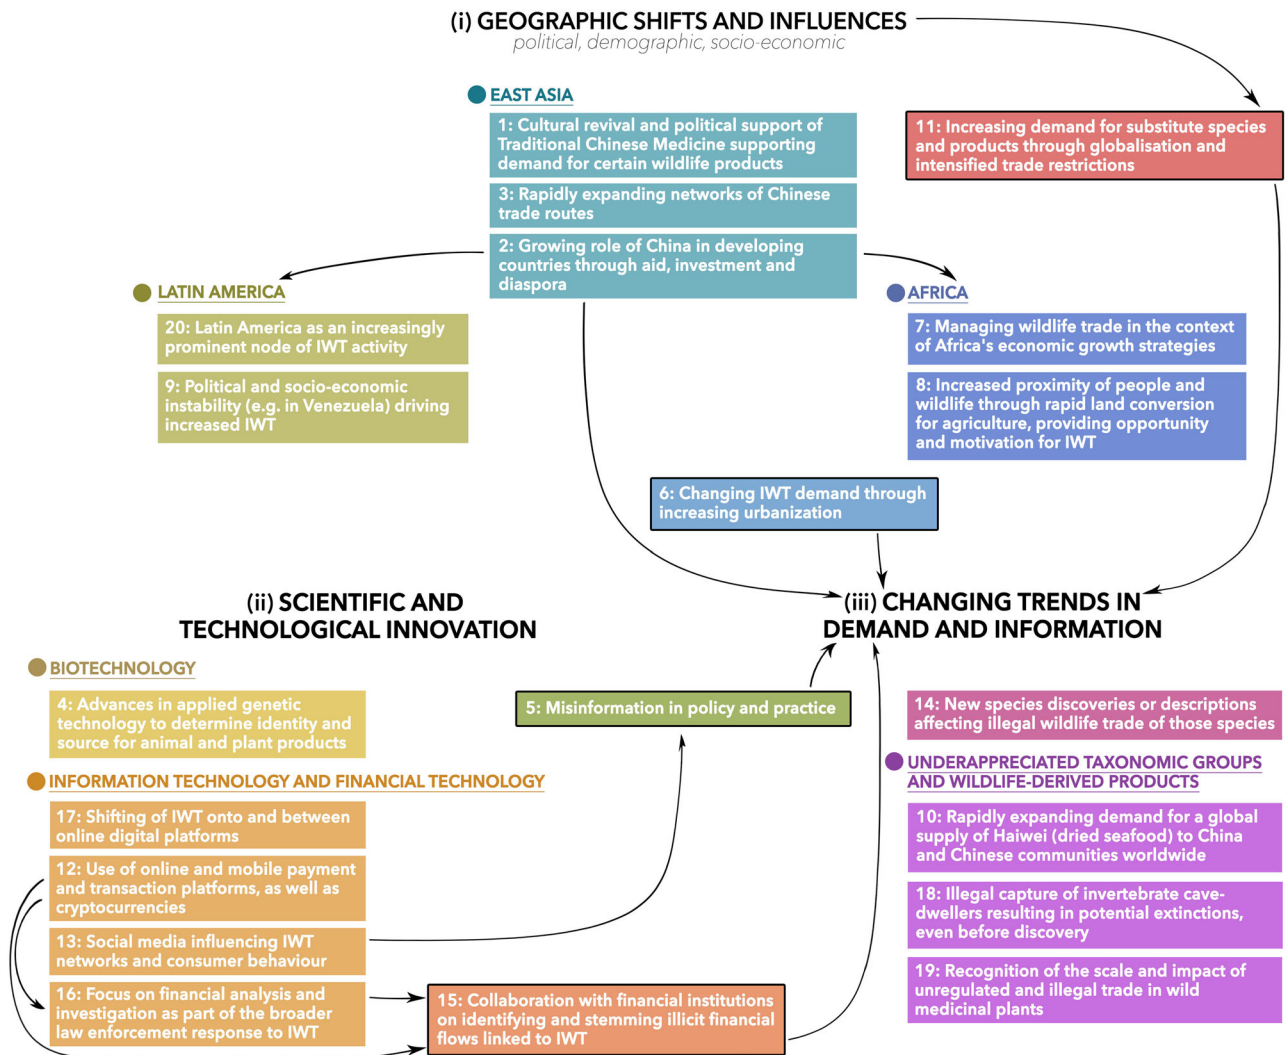 (i) GEOGRAPHIC SHIFTS AND INFLUENCES
political, demographic, socio-economic
EAST ASIA
1: Cultural revival and political support of
Traditional Chinese Medicine supporting
demand for certain wildlife products
3: Rapidly expanding networks of Chinese
trade routes
2: Growing role of China in developing
countries through aid, investment and
diaspora
11: Increasing demand for substitute species
and products through globalisation and
intensified trade restrictions
LATIN AMERICA
20: Latin America as an increasingly
prominent node of IWT activity
9: Political and socio-economic
instability (e.g. in Venezuela) driving
increased IWT
AFRICA
7: Managing wildlife trade in the context
of Africa's economic growth strategies
8: Increased proximity of people and
wildlife through rapid land conversion
for agriculture, providing opportunity
and motivation for IWT
6: Changing IWT demand through
increasing urbanization
(ii) SCIENTIFIC AND
TECHNOLOGICAL INNOVATION
BIOTECHNOLOGY
4: Advances in applied genetic
technology to determine identity and
source for animal and plant products
INFORMATION TECHNOLOGY AND FINANCIAL TECHNOLOGY
17: Shifting of IWT onto and between
online digital platforms
12: Use of online and mobile payment
and transaction platforms, as well as
cryptocurrencies
13: Social media influencing IWT
networks and consumer behaviour
16: Focus on financial analysis and
investigation as part of the broader
law enforcement response to IWT
5: Misinformation in policy and practice
15: Collaboration with financial institutions
on identifying and stemming illicit financial
flows linked to IWT
(iii) CHANGING TRENDS IN
DEMAND AND INFORMATION
14: New species discoveries or descriptions
affecting illegal wildlife trade of those species
UNDERAPPRECIATED TAXONOMIC GROUPS
AND WILDLIFE-DERIVED PRODUCTS
10: Rapidly expanding demand for a global
supply of Haiwei (dried seafood) to China
and Chinese communities worldwide
18: Illegal capture of invertebrate cave-
dwellers resulting in potential extinctions,
even before discovery
19: Recognition of the scale and impact of
unregulated and illegal trade in wild
medicinal plants